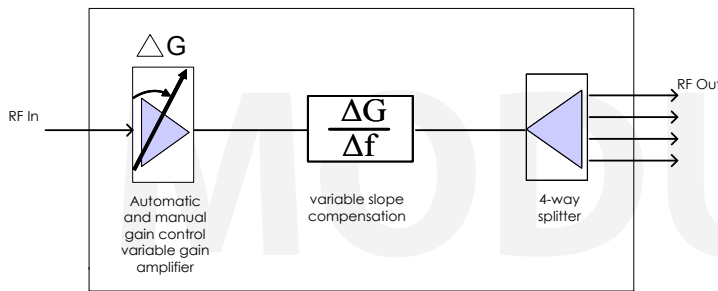 △G
RF In
ΔG
Δf
RF Out
Automatic
and manual
gain control
variable gain
amplifier
variable slope
compensation
4-way
splitter
MODU